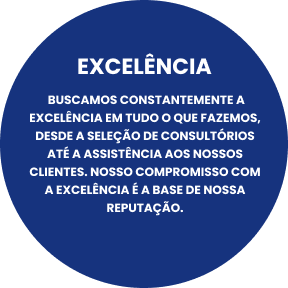 EXCELÊNCIA
BUSCAMOS CONSTANTEMENTE A
EXCELÊNCIA EM TUDO O QUE FAZEMOS,
DESDE A SELEÇÃO DE CONSULTÓRIOS
ATÉ A ASSISTÊNCIA AOS NOSSOS
CLIENTES. NOSSO COMPROMISSO COM
A EXCELÊNCIA É A BASE DE NOSSA
REPUTAÇÃO.